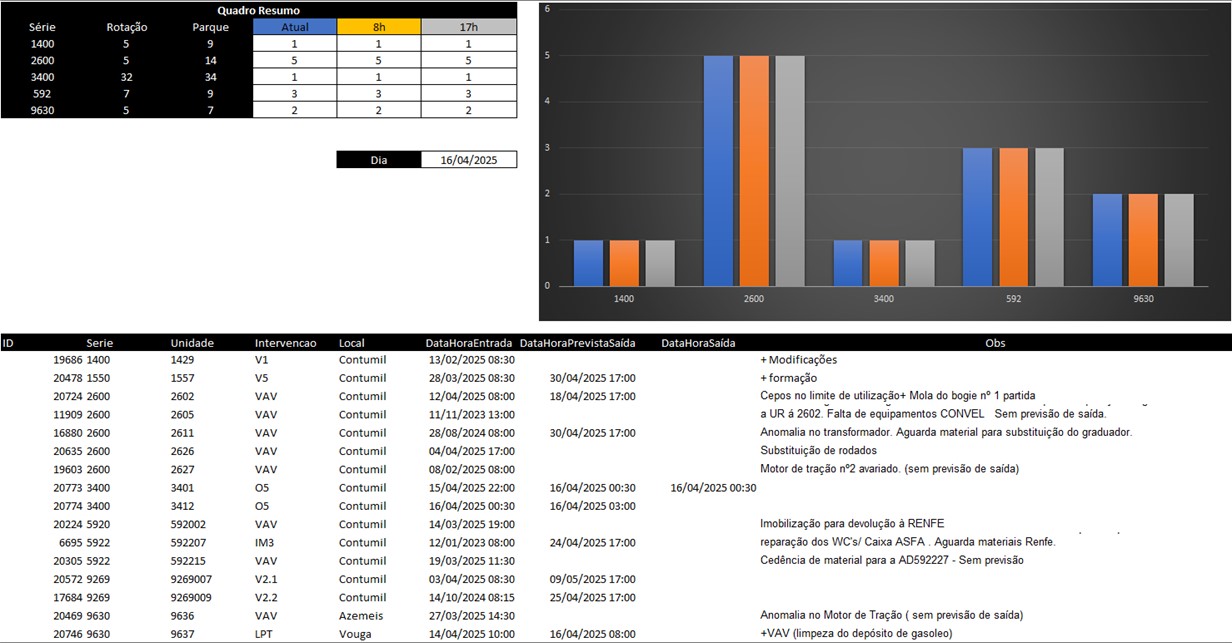 Quadro Resumo
Série Rotação Parque Atual 8h 17h
1400 5 9 1 1 1
2600 5 14 5 5 5
3400 32 34 1 1 1
592 7 9 3 3 3
9630 5 7 2 2 2
Dia 16/04/2025
6
5
4
3
2
1
0
1400 2600 3400 592 9630
ID Serie Unidade Intervencao Local DataHoraEntrada DataHoraPrevistaSaída DataHoraSaída Obs
19686 1400 1429 V1 Contumil 13/02/2025 08:30 + Modificações
20478 1550 1557 V5 Contumil 28/03/2025 08:30 30/04/2025 17:00 + formação
20724 2600 2602 VAV Contumil 12/04/2025 08:00 18/04/2025 17:00 Cepos no limite de utilização+ Mola do bogie nº 1 partida
11909 2600 2605 VAV Contumil 11/11/2023 13:00 a UR á 2602. Falta de equipamentos CONVEL Sem previsão de saída.
16880 2600 2611 VAV Contumil 28/08/2024 08:00 30/04/2025 17:00 Anomalia no transformador. Aguarda material para substituição do graduador.
20635 2600 2626 VAV Contumil 04/04/2025 17:00 Substituição de rodados
19603 2600 2627 VAV Contumil 08/02/2025 08:00 Motor de tração nº2 avariado. (sem previsão de saída)
20773 3400 3401 O5 Contumil 15/04/2025 22:00 16/04/2025 00:30 16/04/2025 00:30
20774 3400 3412 O5 Contumil 16/04/2025 00:30 16/04/2025 03:00
20224 5920 592002 VAV Contumil 14/03/2025 19:00 Imobilização para devolução à RENFE
6695 5922 592207 IM3 Contumil 12/01/2023 08:00 24/04/2025 17:00 reparação dos WC's/ Caixa ASFA . Aguarda materiais Renfe.
20305 5922 592215 VAV Contumil 19/03/2025 11:30 Cedência de material para a AD592227 - Sem previsão
20572 9269 9269007 V2.1 Contumil 03/04/2025 08:30 09/05/2025 17:00
17684 9269 9269009 V2.2 Contumil 14/10/2024 08:15 25/04/2025 17:00
20469 9630 9636 VAV Azemeis 27/03/2025 14:30 Anomalia no Motor de Tração ( sem previsão de saída)
20746 9630 9637 LPT Vouga 14/04/2025 10:00 16/04/2025 08:00 +VAV (limpeza do depósito de gasoleo)